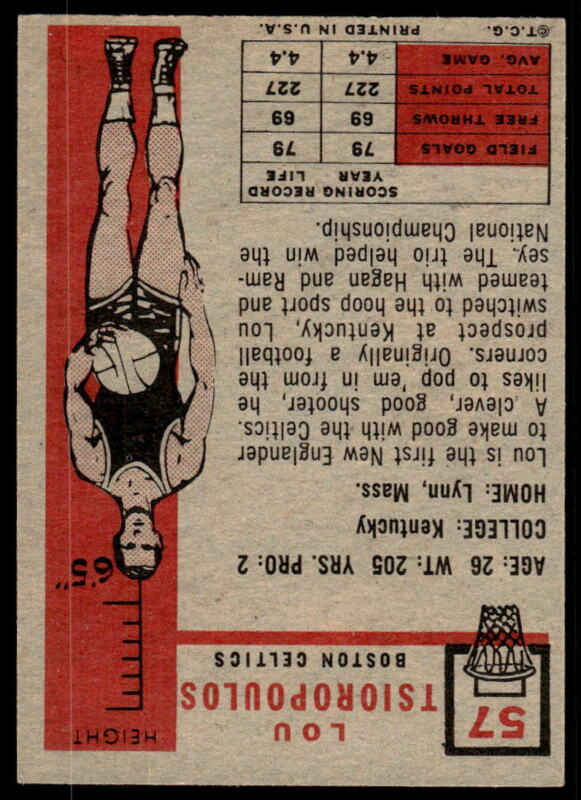 57
LOU
TSIOROPOULOS
BOSTON CELTICS
HEIGHT
6'5"
AGE: 26 WT: 205 YRS. PRO: 2
COLLEGE: Kentucky
HOME: Lynn, Mass.
Lou is the first New Englander
to make good with the Celtics.
A clever, good shooter, he
likes to pop 'em in from the
corners. Originally a football
prospect at Kentucky, Lou
switched to the hoop sport and
teamed with Hagan and Ram-
sey. The trio helped win the
National Championship.
SCORING RECORD YEAR LIFE
FIELD GOALS 79 79
FREE THROWS 69 69
TOTAL POINTS 227 227
AVG. GAME 4.4 4.4
©T.C.G. PRINTED IN U.S.A.